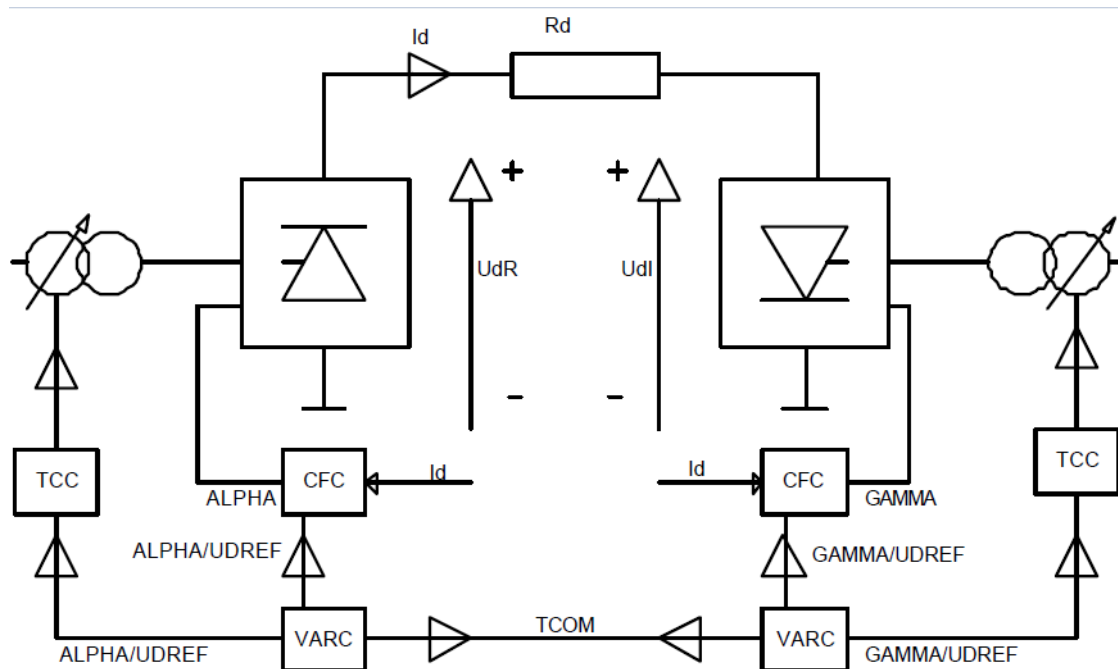 Id
Rd
+
+
UdR
UdI
-
-
TCC
CFC
Id
Id
CFC
TCC
ALPHA
GAMMA
ALPHA/UDREF
GAMMA/UDREF
VARC
TCOM
VARC
ALPHA/UDREF
GAMMA/UDREF